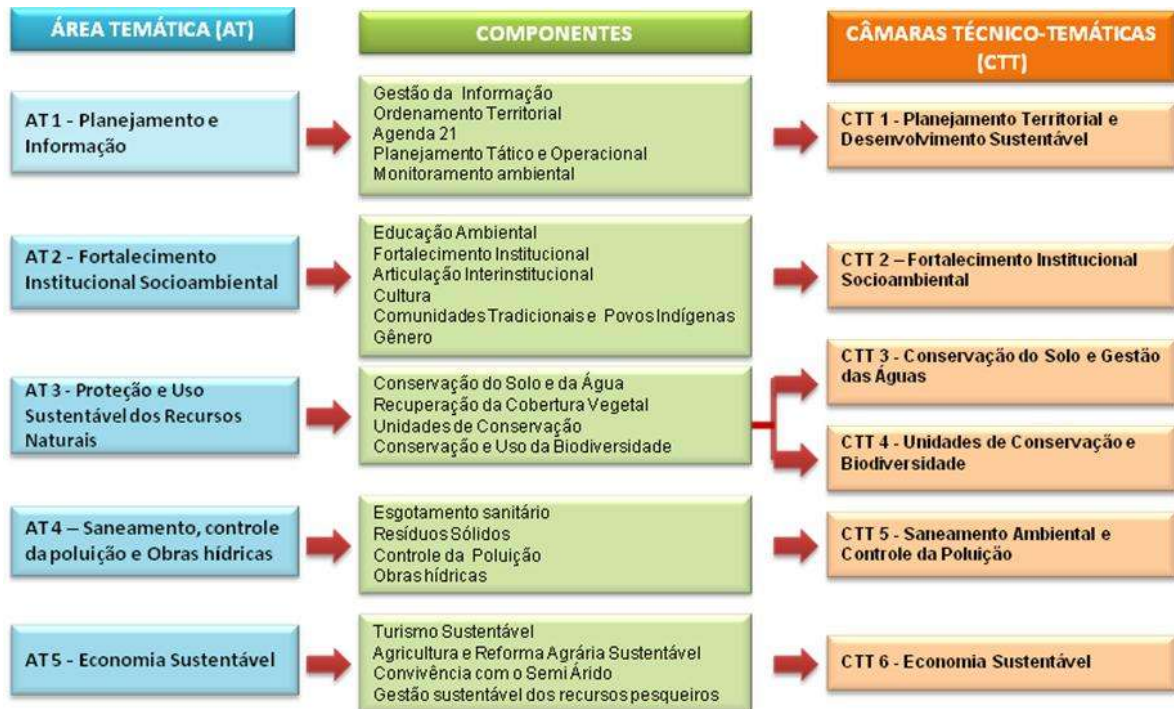 ÁREA TEMÁTICA (AT)
COMPONENTES
CÂMARAS TÉCNICO-TEMÁTICAS
(CTT)
AT 1 - Planejamento e
Informação
Gestão da Informação
Ordenamento Territorial
Agenda 21
Planejamento Tático e Operacional
Monitoramento ambiental
CTT 1 - Planejamento Territorial e
Desenvolvimento Sustentável
AT 2 - Fortalecimento
Institucional Socioambiental
Educação Ambiental
Fortalecimento Institucional
Articulação Interinstitucional
Cultura
Comunidades Tradicionais e Povos Indígenas
Gênero
CTT 2 – Fortalecimento Institucional
Socioambiental
AT 3 - Proteção e Uso
Sustentável dos Recursos
Naturais
Conservação do Solo e da Água
Recuperação da Cobertura Vegetal
Unidades de Conservação
Conservação e Uso da Biodiversidade
CTT 3 - Conservação do Solo e Gestão
das Águas
CTT 4 - Unidades de Conservação e
Biodiversidade
AT 4 – Saneamento, controle
da poluição e Obras hídricas
Esgotamento sanitário
Resíduos Sólidos
Controle da Poluição
Obras hídricas
CTT 5 - Saneamento Ambiental e
Controle da Poluição
AT 5 - Economia Sustentável
Turismo Sustentável
Agricultura e Reforma Agrária Sustentável
Convivência com o Semi Árido
Gestão sustentável dos recursos pesqueiros
CTT 6 - Economia Sustentável